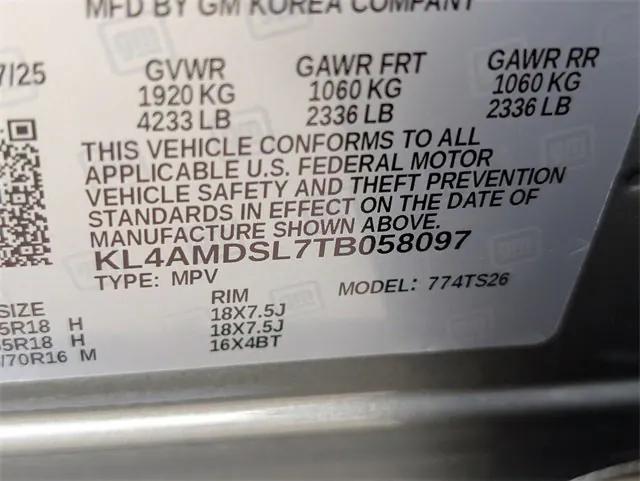 MFD BY GM KOREA COMPANY
7/25 GVWR GAWR FRT GAWR RR
1920 KG 1060 KG 1060 KG
4233 LB 2336 LB 2336 LB
THIS VEHICLE CONFORMS TO ALL
APPLICABLE U.S. FEDERAL MOTOR
VEHICLE SAFETY AND THEFT PREVENTION
STANDARDS IN EFFECT ON THE DATE OF
MANUFACTURE SHOWN ABOVE.
KL4AMDSL7TB058097
TYPE: MPV MODEL: 774TS26
SIZE RIM
5R18 H 18X7.5J
5R18 H 18X7.5J
/70R16 M 16X4BT